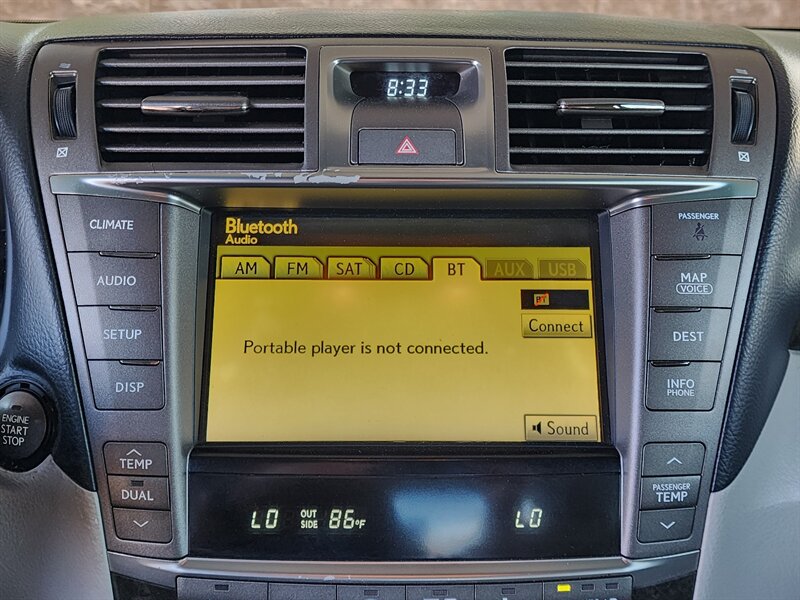 8:33
CLIMATE
AUDIO
SETUP
DISP
ENGINE
START
STOP
TEMP
DUAL
Bluetooth
Audio
AM FM SAT CD BT AUX USB
BT
Connect
Portable player is not connected.
Sound
PASSENGER
MAP
VOICE
DEST
INFO
PHONE
PASSENGER
TEMP
LO OUT SIDE 86°F LO